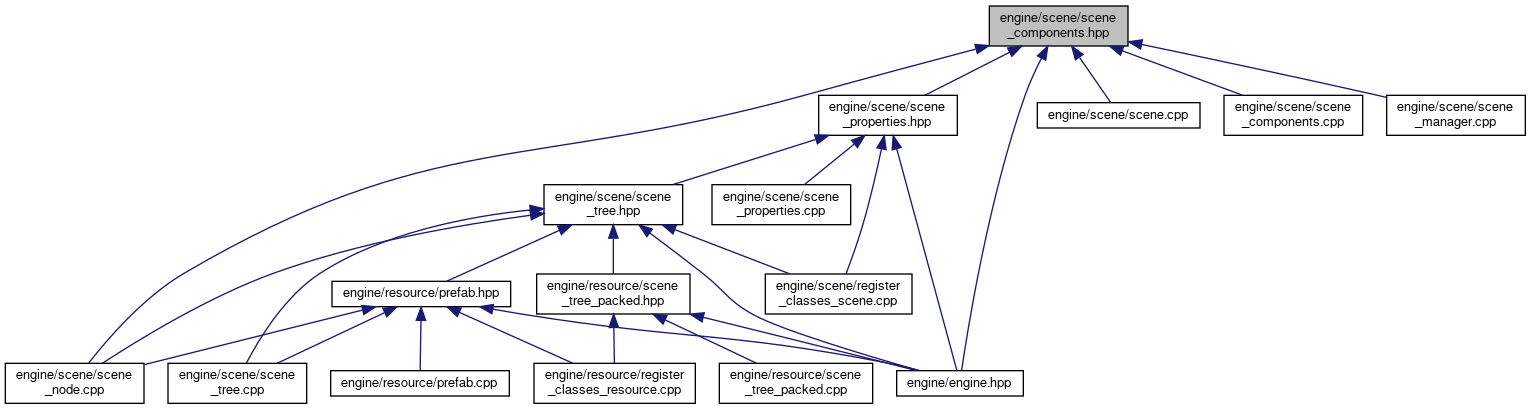 engine/scene/scene
_components.hpp
engine/scene/scene
_properties.hpp
engine/scene/scene.cpp
engine/scene/scene
_components.cpp
engine/scene/scene
_manager.cpp
engine/scene/scene
_tree.hpp
engine/scene/scene
_properties.cpp
engine/resource/prefab.hpp
engine/resource/scene
_tree_packed.hpp
engine/scene/register
_classes_scene.cpp
engine/scene/scene
_node.cpp
engine/scene/scene
_tree.cpp
engine/resource/prefab.cpp
engine/resource/register
_classes_resource.cpp
engine/resource/scene
_tree_packed.cpp
engine/engine.hpp